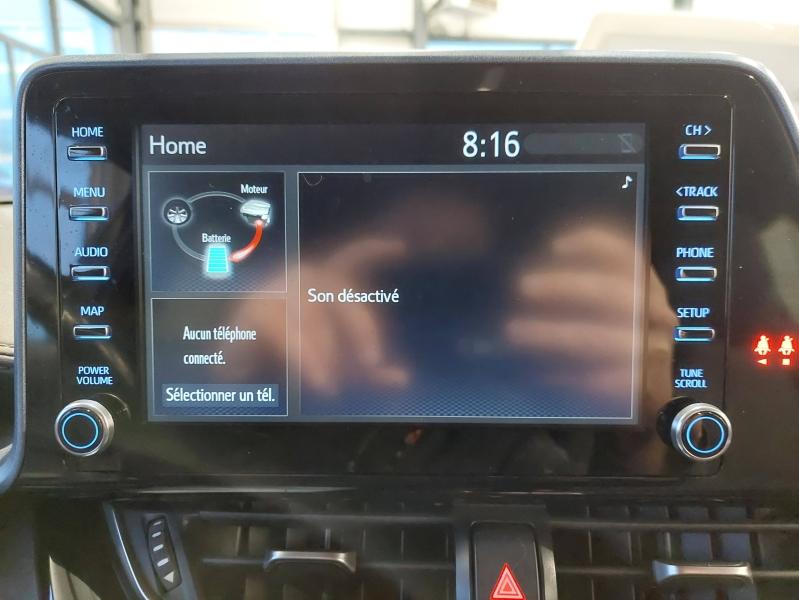 Home
8:16
HOME
MENU
AUDIO
MAP
POWER
VOLUME
Moteur
Batterie
Aucun téléphone
connecté.
Sélectionner un tél.
Son désactivé
CH >
< TRACK
PHONE
SETUP
TUNE
SCROLL